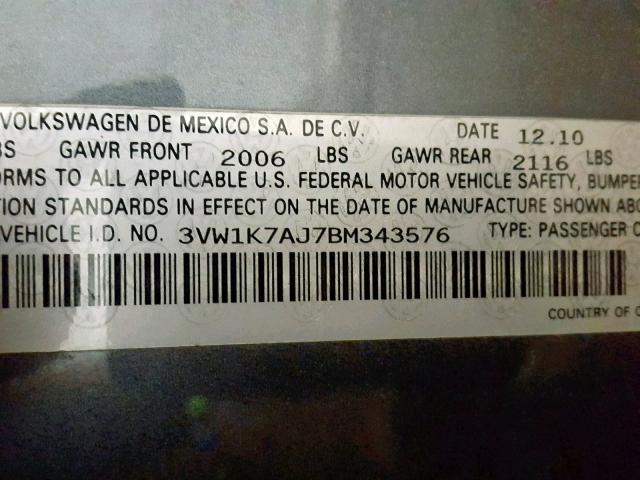 VOLKSWAGEN DE MEXICO S.A. DE C.V. DATE 12.10
BS GAWR FRONT 2006 LBS GAWR REAR 2116 LBS
ORMS TO ALL APPLICABLE U.S. FEDERAL MOTOR VEHICLE SAFETY, BUMPE
TION STANDARDS IN EFFECT ON THE DATE OF MANUFACTURE SHOWN ABO
VEHICLE I.D. NO. 3VW1K7AJ7BM343576 TYPE: PASSENGER C
COUNTRY OF O